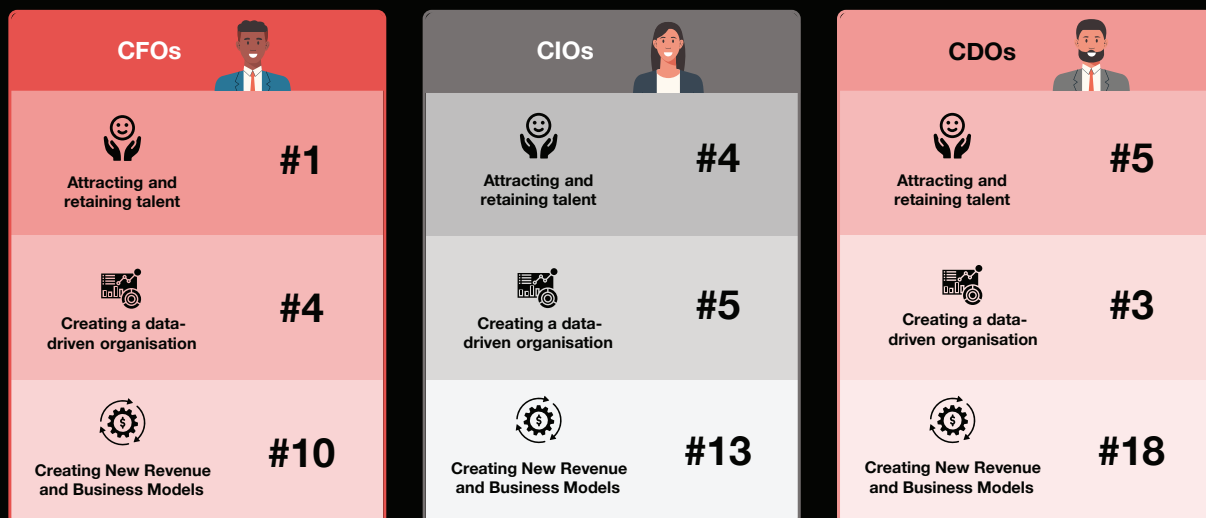 CFOs
Attracting and
retaining talent
#1
Creating a data-
driven organisation
#4
Creating New Revenue
and Business Models
#10
CIOs
Attracting and
retaining talent
#4
Creating a data-
driven organisation
#5
Creating New Revenue
and Business Models
#13
CDOs
Attracting and
retaining talent
#5
Creating a data-
driven organisation
#3
Creating New Revenue
and Business Models
#18